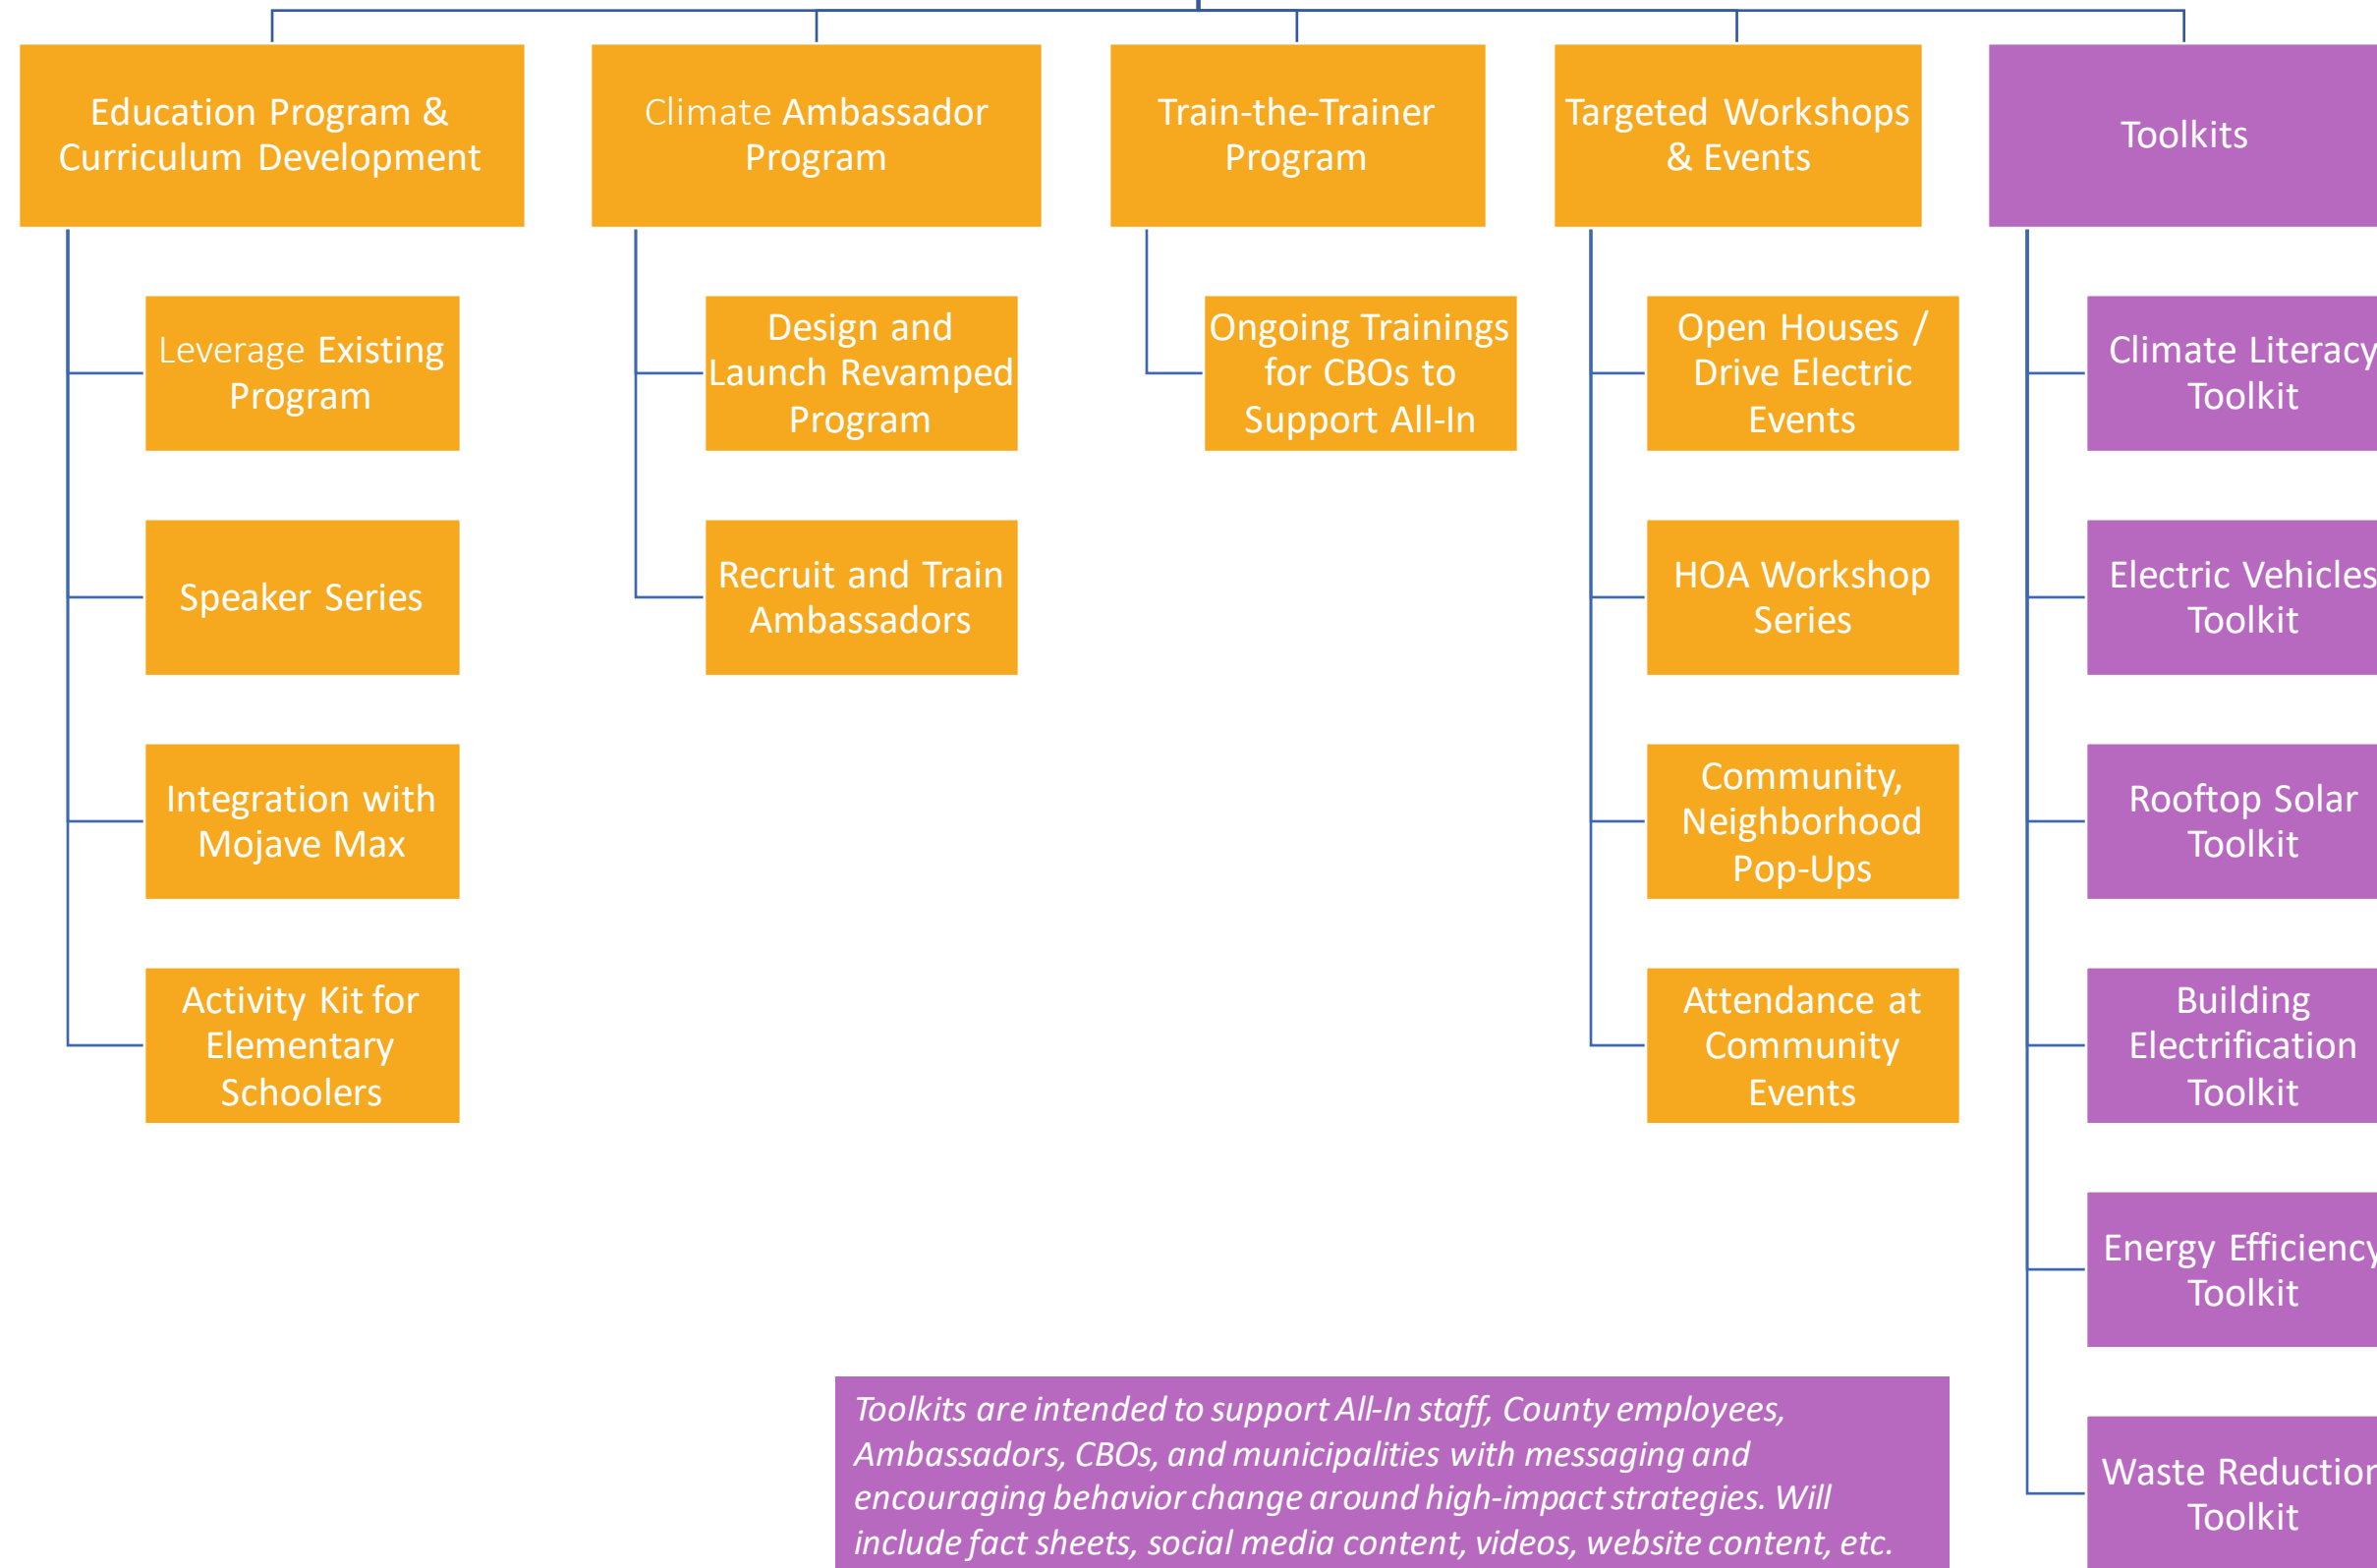 Education Program &
Curriculum Development
Leverage Existing
Program
Speaker Series
Integration with
Mojave Max
Activity Kit for
Elementary
Schoolers
Climate Ambassador
Program
Design and
Launch Revamped
Program
Recruit and Train
Ambassadors
Train-the-Trainer
Program
Ongoing Trainings
for CBOs to
Support All-In
Targeted Workshops
& Events
Open Houses /
Drive Electric
Events
HOA Workshop
Series
Community,
Neighborhood
Pop-Ups
Attendance at
Community
Events
Toolkits
Climate Literacy
Toolkit
Electric Vehicles
Toolkit
Rooftop Solar
Toolkit
Building
Electrification
Toolkit
Energy Efficiency
Toolkit
Waste Reduction
Toolkit
Toolkits are intended to support All-In staff, County employees,
Ambassadors, CBOs, and municipalities with messaging and
encouraging behavior change around high-impact strategies. Will
include fact sheets, social media content, videos, website content, etc.